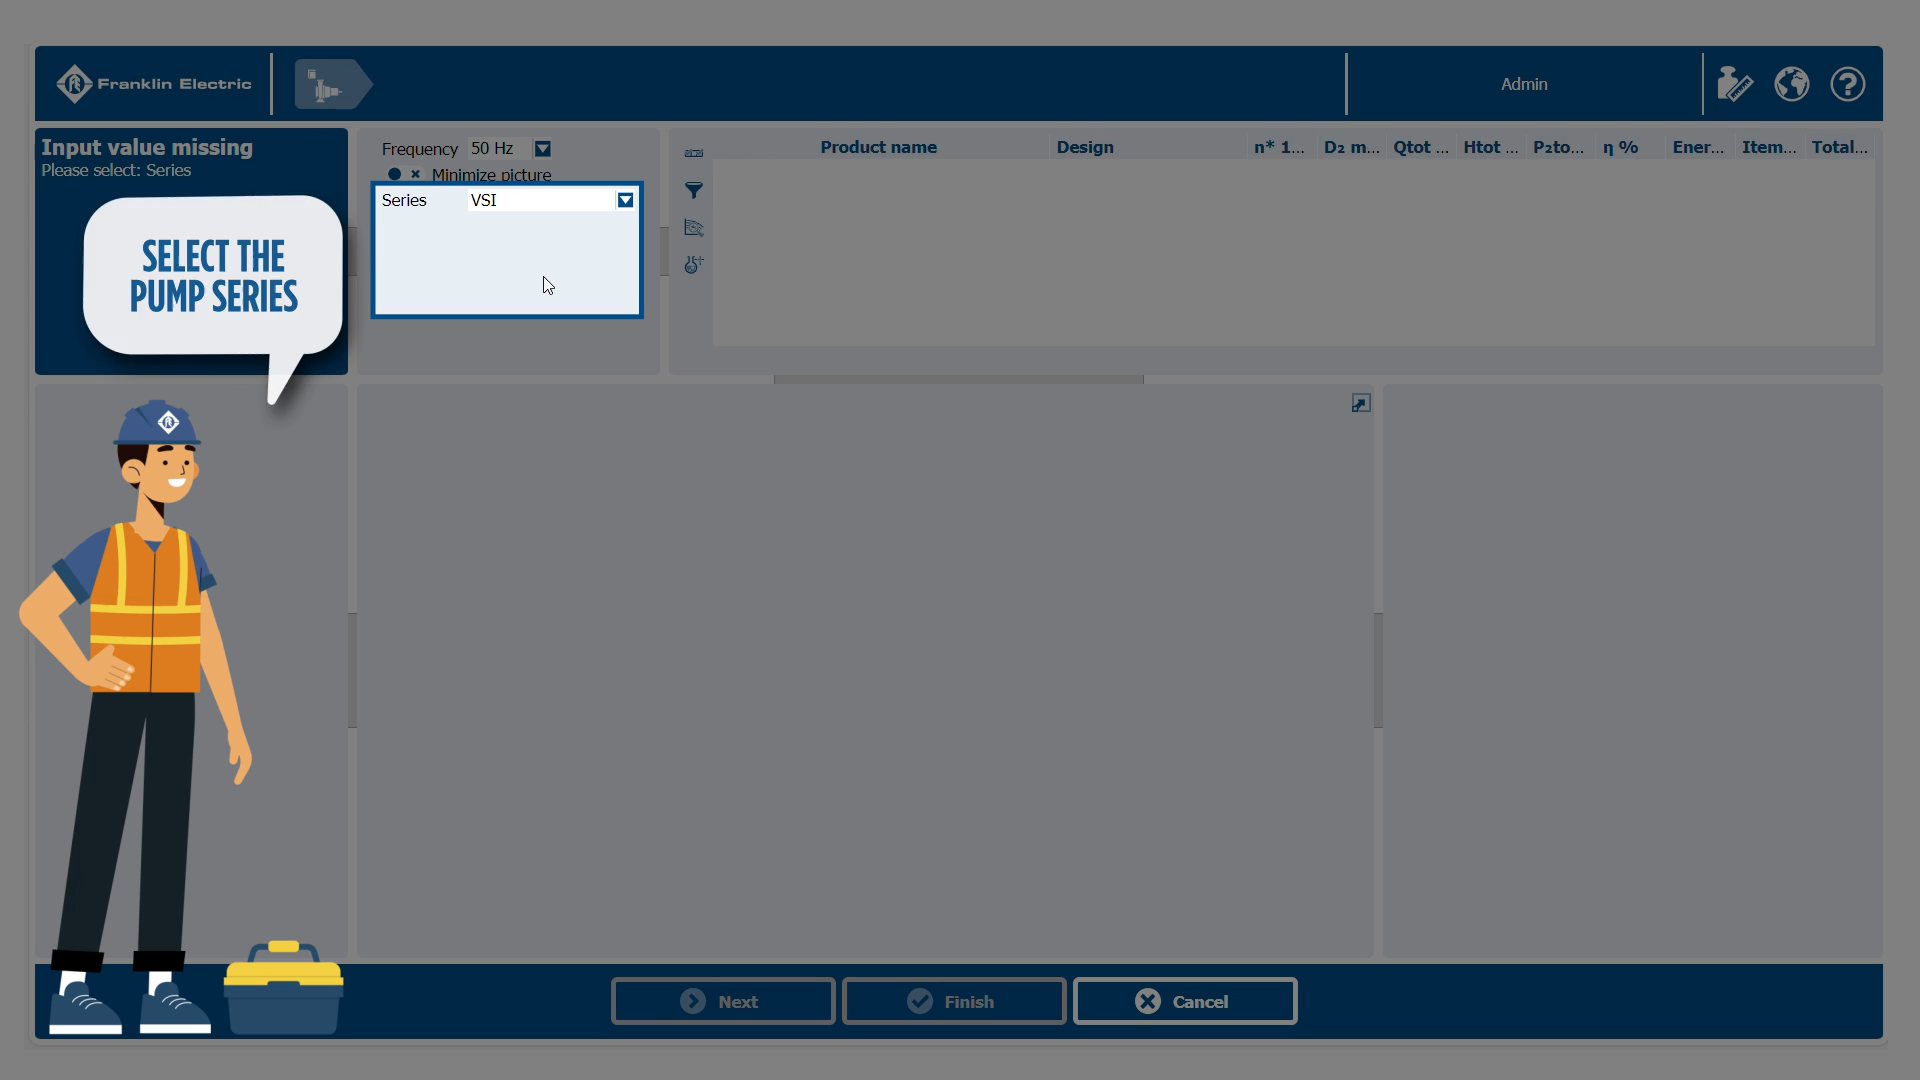 Franklin Electric
Admin
Input value missing
Please select: Series
SELECT THE
PUMP SERIES
Frequency 50 Hz
Minimize picture
Series VSI
Product name Design n* 1... D₂ m... Qtot ... Htot ... P₂to... η % Ener... Item... Total...
Next Finish Cancel